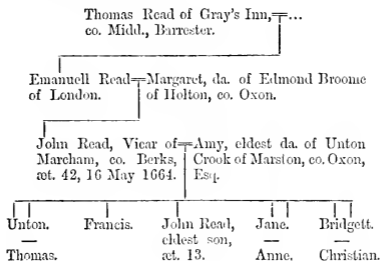 Thomas Read of Gray's Inn,=...
co. Midd., Barrester.
Emanuell Read=Margaret, da. of Edmond Broome
of London. of Holton, co. Oxon.
John Read, Vicar of=Amy, eldest da. of Unton
Marcham, co. Berks, Crook of Marston, co. Oxon,
æt. 42, 16 May 1664. Esq.
Unton. Francis. John Read, Jane. Bridgett.
— eldest son, — —
Thomas. æt. 13. Anne. Christian.